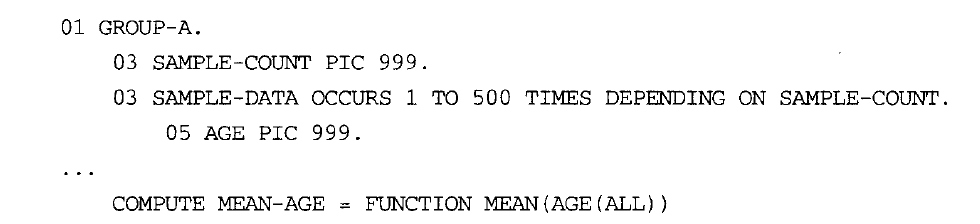 01 GROUP-A.
03 SAMPLE-COUNT PIC 999.
03 SAMPLE-DATA OCCURS 1 TO 500 TIMES DEPENDING ON SAMPLE-COUNT.
05 AGE PIC 999.
...
COMPUTE MEAN-AGE = FUNCTION MEAN(AGE(ALL))